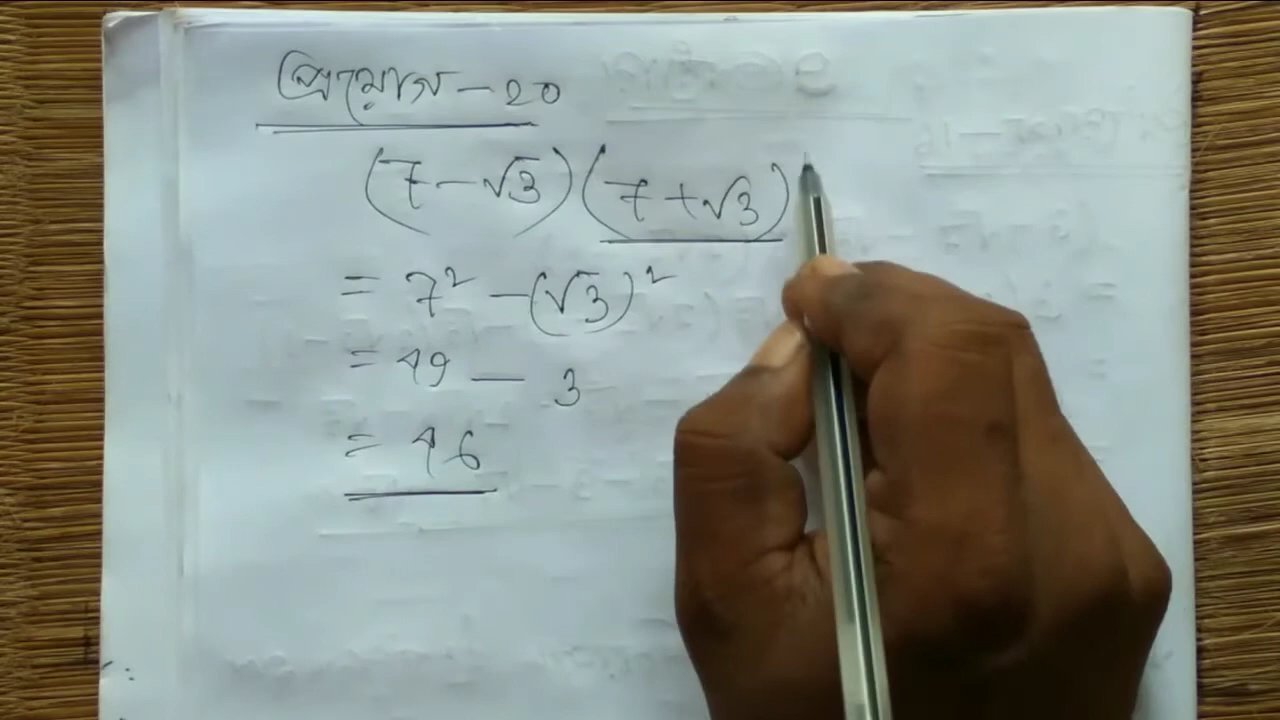 প্রয়োগ - 20
(7 - √3) (7 + √3)
= 7² - (√3)²
= 49 - 3
= 46